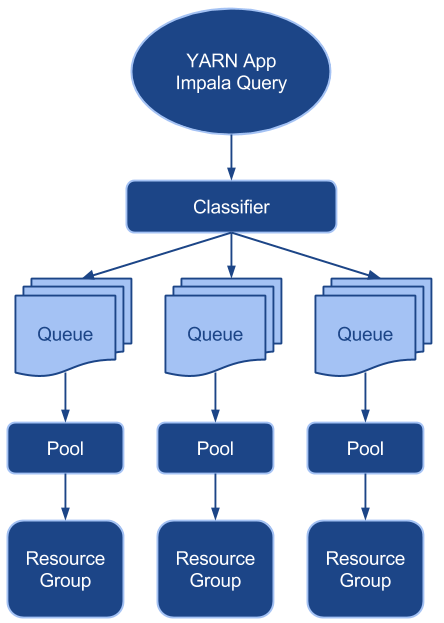 YARN App
Impala Query
Classifier
Queue
Queue
Queue
Pool
Pool
Pool
Resource
Group
Resource
Group
Resource
Group